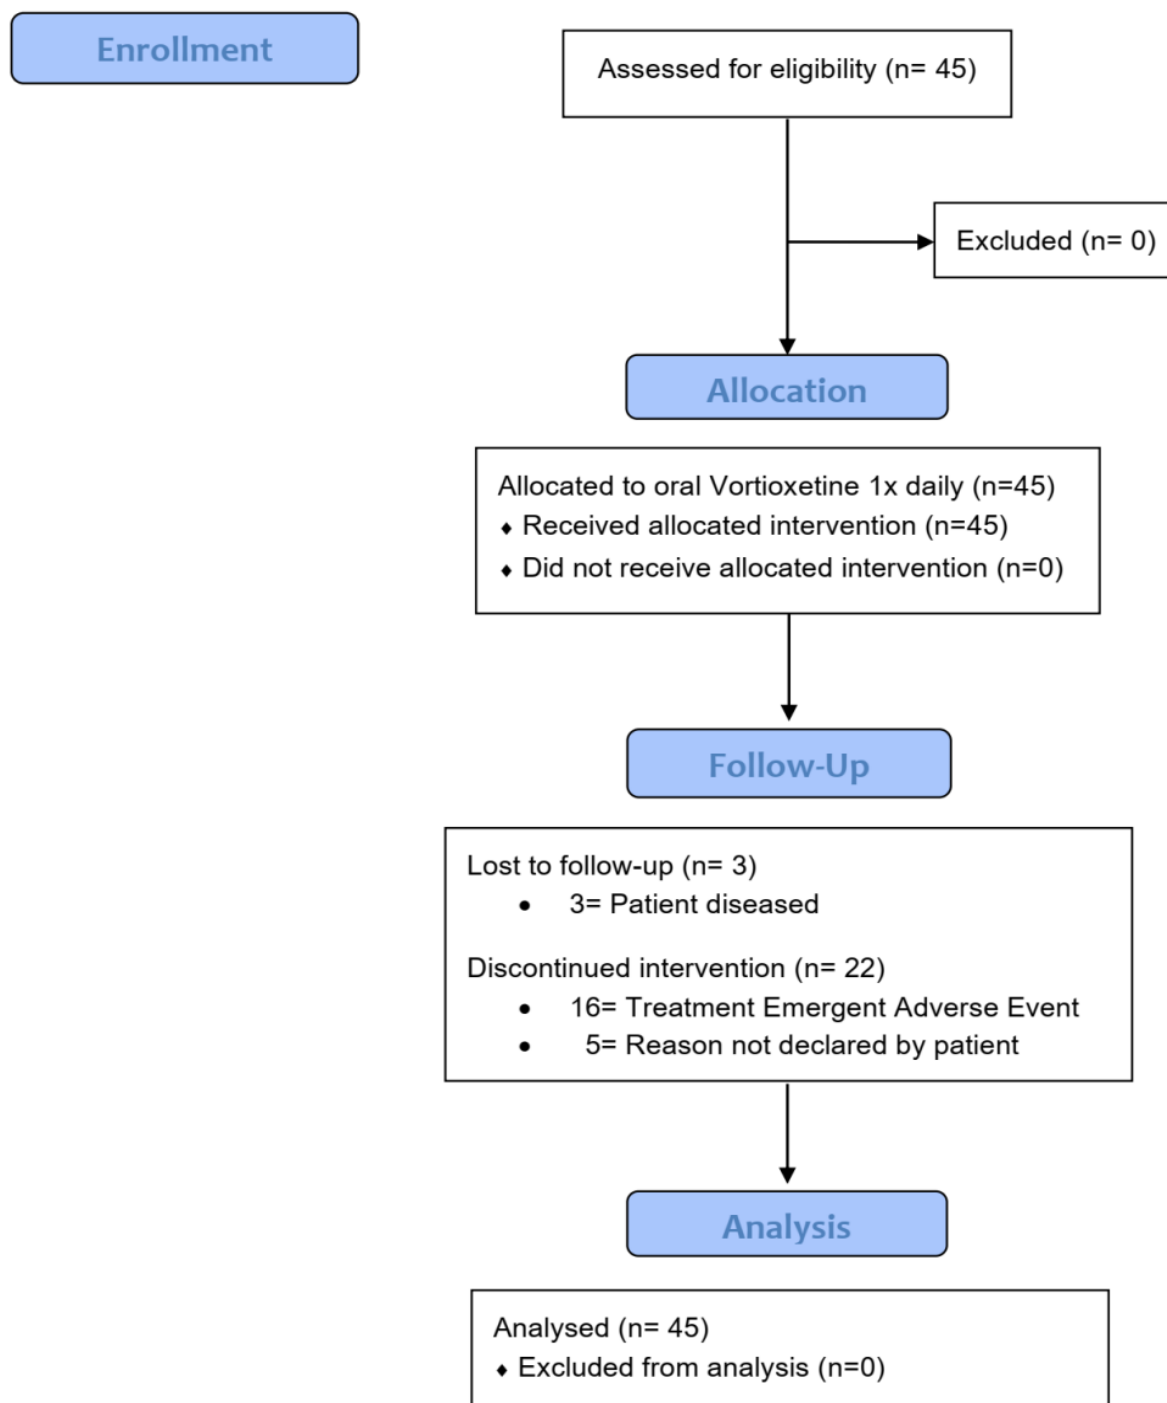 Enrollment
Assessed for eligibility (n= 45)
Excluded (n= 0)
Allocation
Allocated to oral Vortioxetine 1x daily (n=45)
♦ Received allocated intervention (n=45)
♦ Did not receive allocated intervention (n=0)
Follow-Up
Lost to follow-up (n= 3)
• 3= Patient diseased
Discontinued intervention (n= 22)
• 16= Treatment Emergent Adverse Event
• 5= Reason not declared by patient
Analysis
Analysed (n= 45)
♦ Excluded from analysis (n=0)